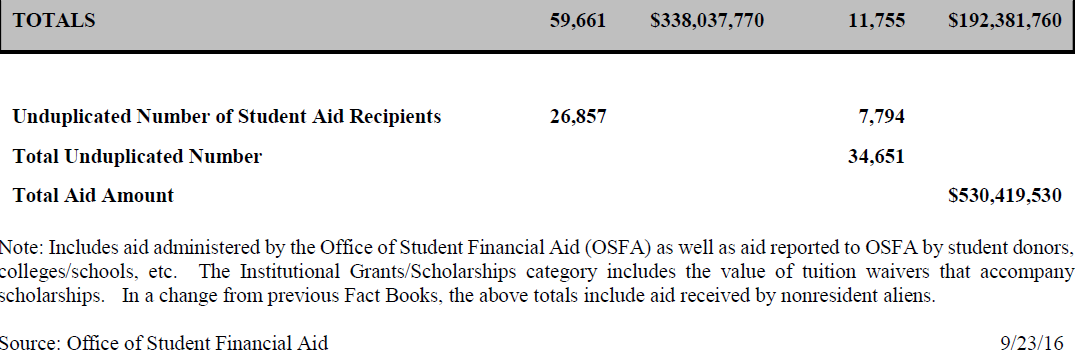 TOTALS 59,661 $338,037,770 11,755 $192,381,760
Unduplicated Number of Student Aid Recipients 26,857 7,794
Total Unduplicated Number 34,651
Total Aid Amount $530,419,530
Note: Includes aid administered by the Office of Student Financial Aid (OSFA) as well as aid reported to OSFA by student donors,
colleges/schools, etc. The Institutional Grants/Scholarships category includes the value of tuition waivers that accompany
scholarships. In a change from previous Fact Books, the above totals include aid received by nonresident aliens.
Source: Office of Student Financial Aid 9/23/16